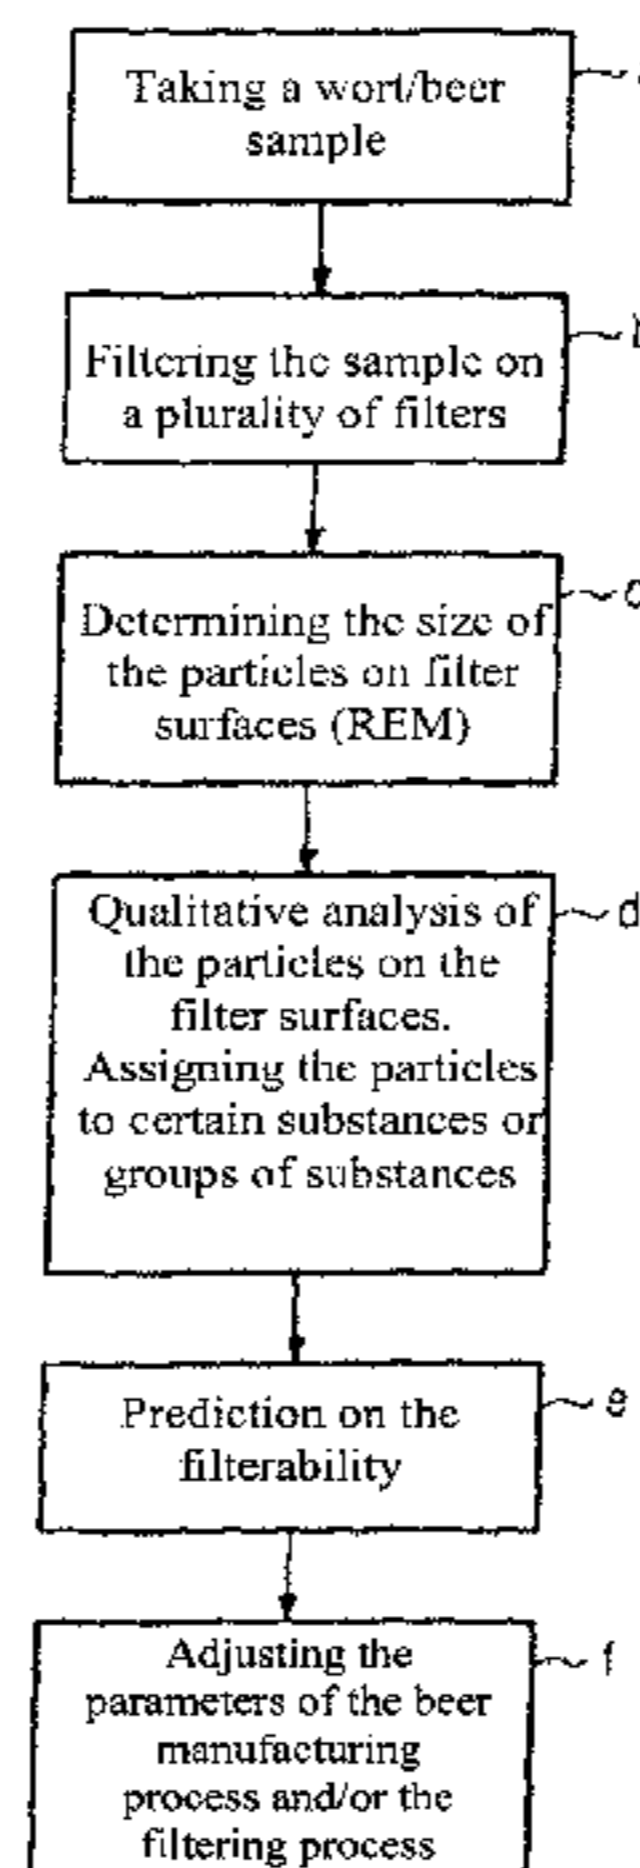 Taking a wort/beer
sample
Filtering the sample on
a plurality of filters
Determining the size of
the particles on filter
surfaces (REM)
c
Qualitative analysis of
the particles on the
filter surfaces.
Assigning the particles
to certain substances or
groups of substances
d
Prediction on the
filterability
e
Adjusting the
parameters of the beer
manufacturing
process and/or the
filtering process
f